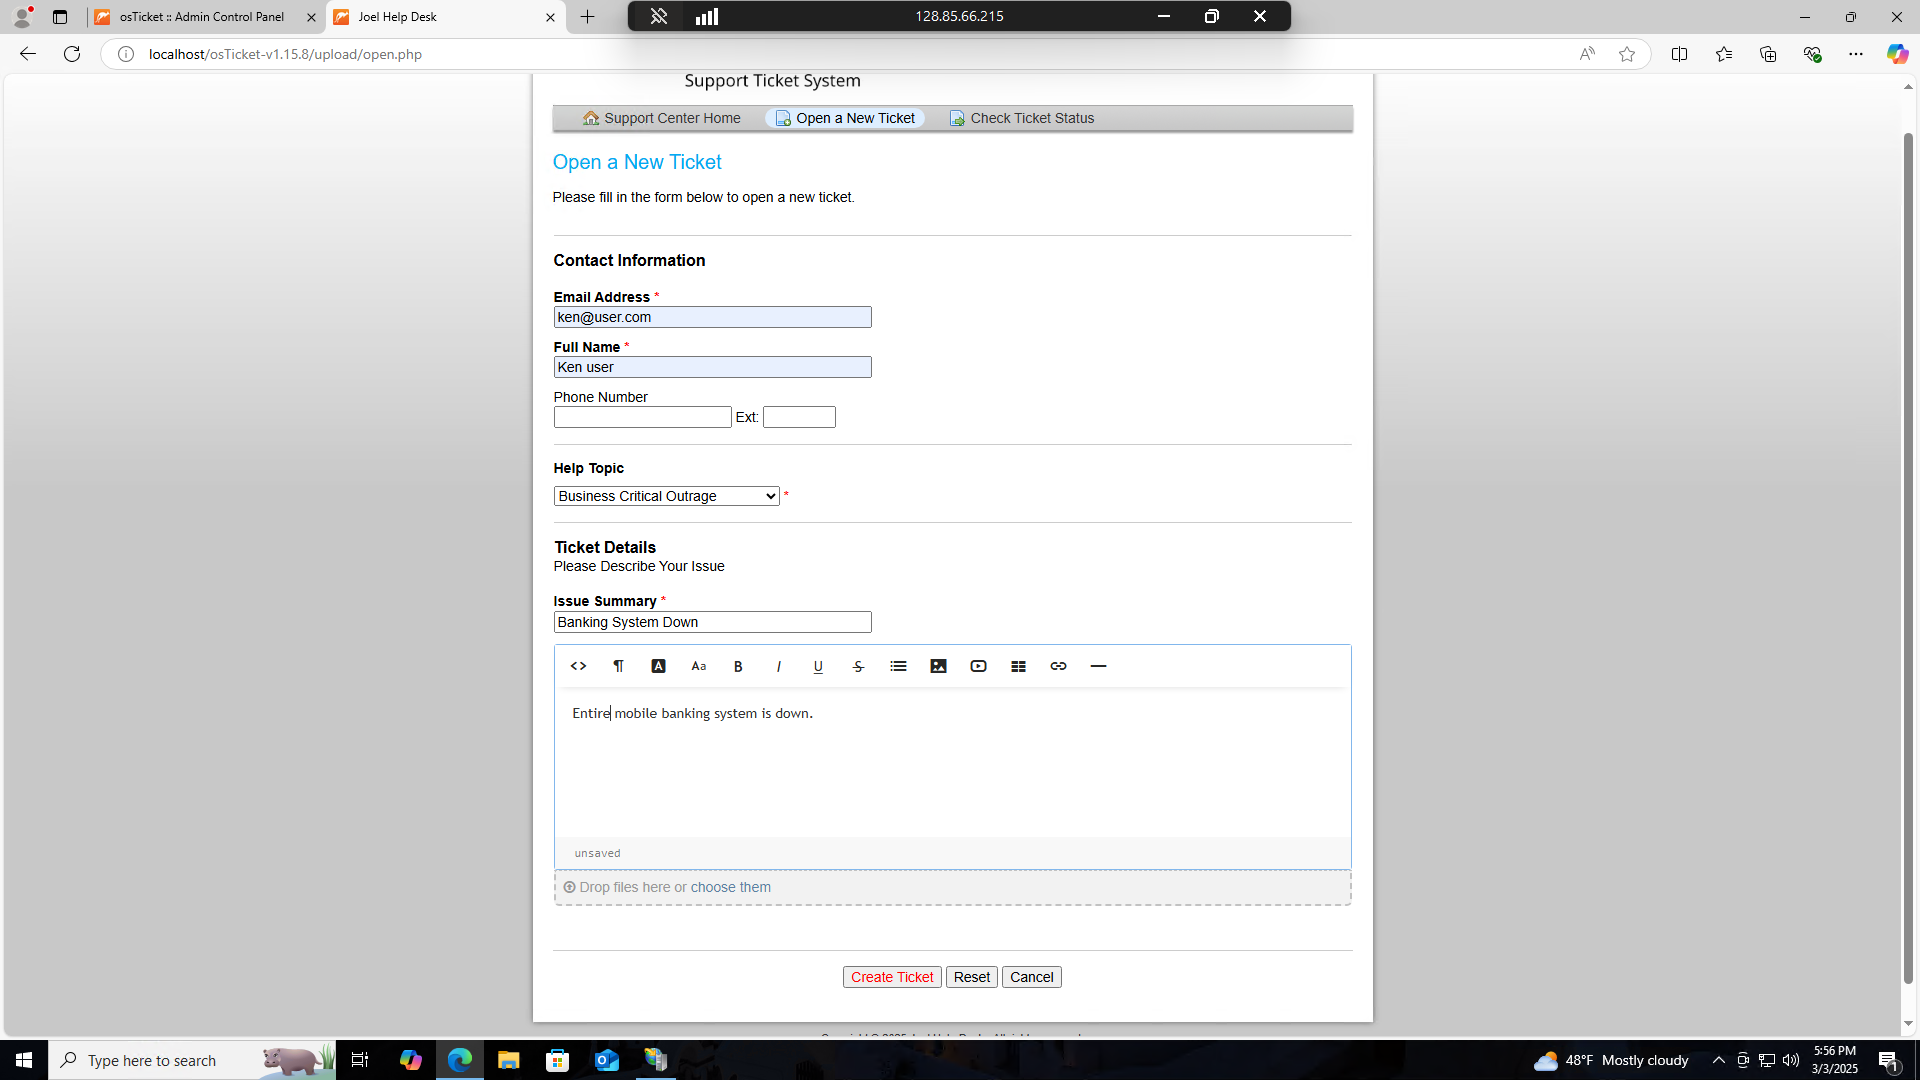 osTicket :: Admin Control Panel
Joel Help Desk
128.85.66.215
localhost/osTicket-v1.15.8/upload/open.php
Support Ticket System
Support Center Home
Open a New Ticket
Check Ticket Status
Open a New Ticket
Please fill in the form below to open a new ticket.
Contact Information
Email Address *
ken@user.com
Full Name *
Ken user
Phone Number
Ext:
Help Topic
Business Critical Outrage *
Ticket Details
Please Describe Your Issue
Issue Summary *
Banking System Down
<> ¶ A Aa B I U S
Entire mobile banking system is down.
unsaved
Drop files here or choose them
Create Ticket Reset Cancel
Type here to search
48°F Mostly cloudy
5:56 PM
3/3/2025
1